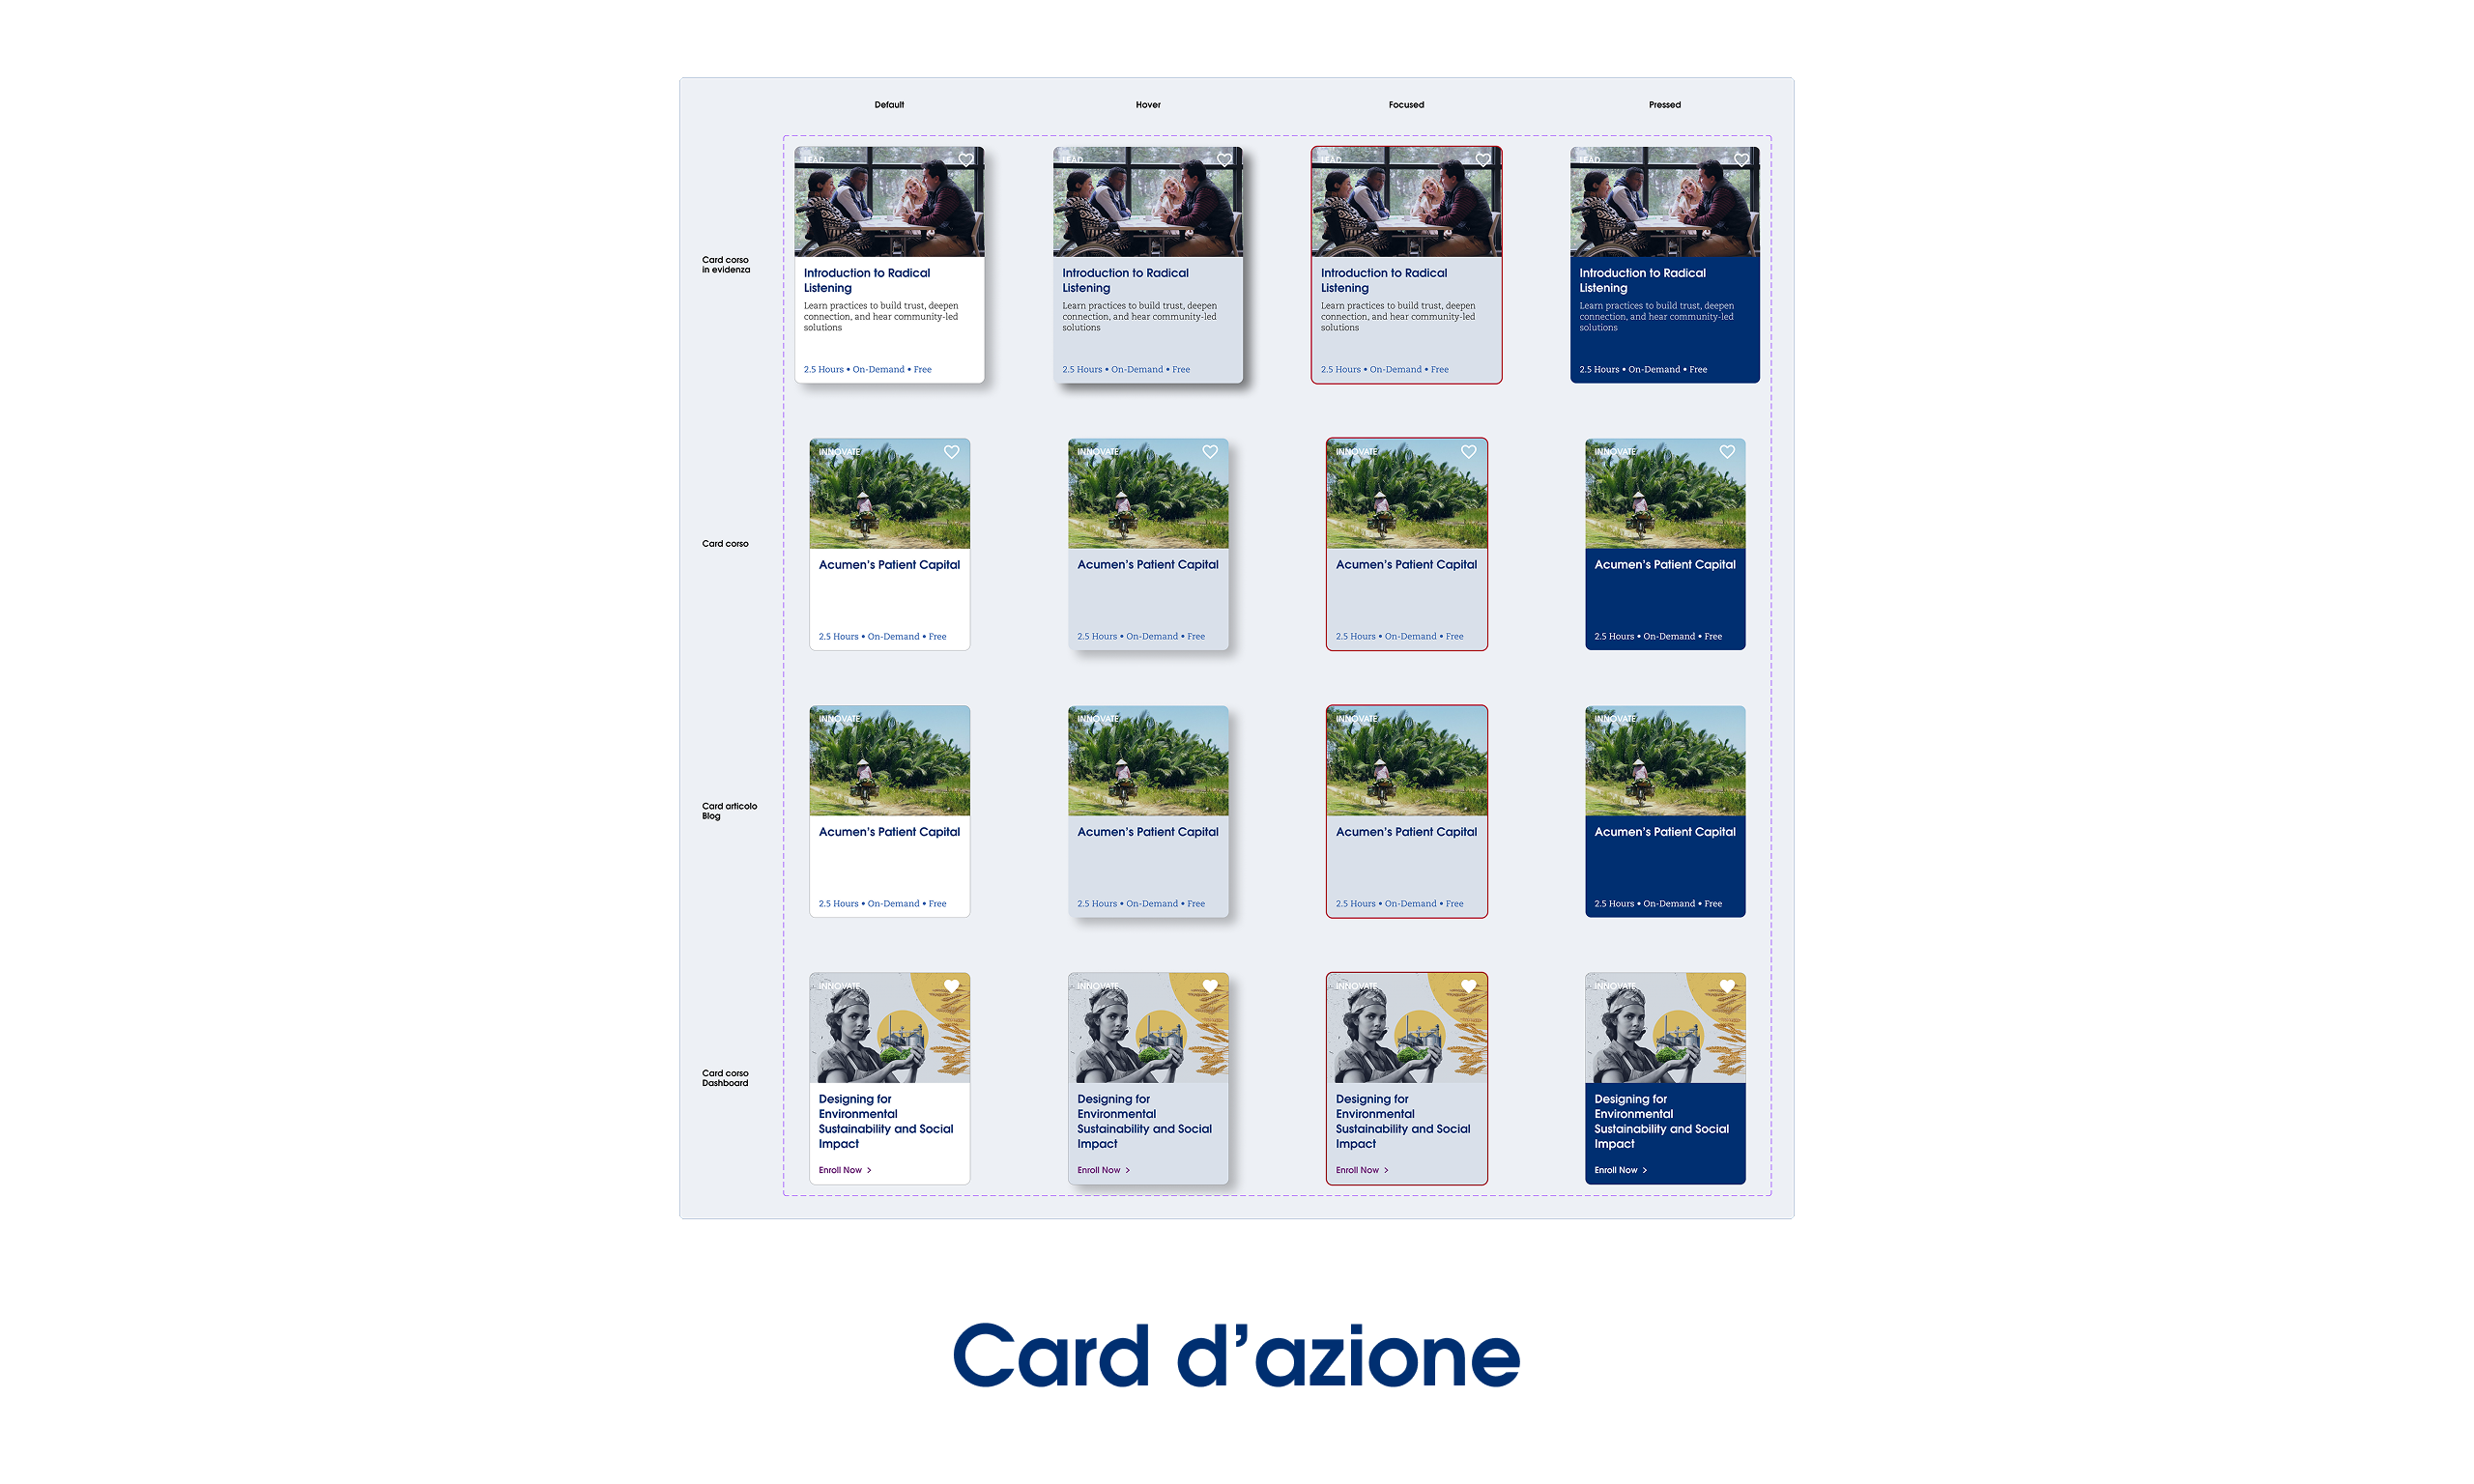 Default
Hover
Focused
Pressed
Card corso
in evidenza
LEAD
Introduction to Radical
Listening
Learn practices to build trust, deepen
connection, and hear community-led
solutions
2.5 Hours • On-Demand • Free
LEAD
Introduction to Radical
Listening
Learn practices to build trust, deepen
connection, and hear community-led
solutions
2.5 Hours • On-Demand • Free
LEAD
Introduction to Radical
Listening
Learn practices to build trust, deepen
connection, and hear community-led
solutions
2.5 Hours • On-Demand • Free
LEAD
Introduction to Radical
Listening
Learn practices to build trust, deepen
connection, and hear community-led
solutions
2.5 Hours • On-Demand • Free
Card corso
INNOVATE
Acumen’s Patient Capital
2.5 Hours • On-Demand • Free
INNOVATE
Acumen’s Patient Capital
2.5 Hours • On-Demand • Free
INNOVATE
Acumen’s Patient Capital
2.5 Hours • On-Demand • Free
INNOVATE
Acumen’s Patient Capital
2.5 Hours • On-Demand • Free
Card articolo
Blog
INNOVATE
Acumen’s Patient Capital
2.5 Hours • On-Demand • Free
INNOVATE
Acumen’s Patient Capital
2.5 Hours • On-Demand • Free
INNOVATE
Acumen’s Patient Capital
2.5 Hours • On-Demand • Free
INNOVATE
Acumen’s Patient Capital
2.5 Hours • On-Demand • Free
Card corso
Dashboard
INNOVATE
Designing for
Environmental
Sustainability and Social
Impact
Enroll Now >
INNOVATE
Designing for
Environmental
Sustainability and Social
Impact
Enroll Now >
INNOVATE
Designing for
Environmental
Sustainability and Social
Impact
Enroll Now >
INNOVATE
Designing for
Environmental
Sustainability and Social
Impact
Enroll Now >
Card d’azione